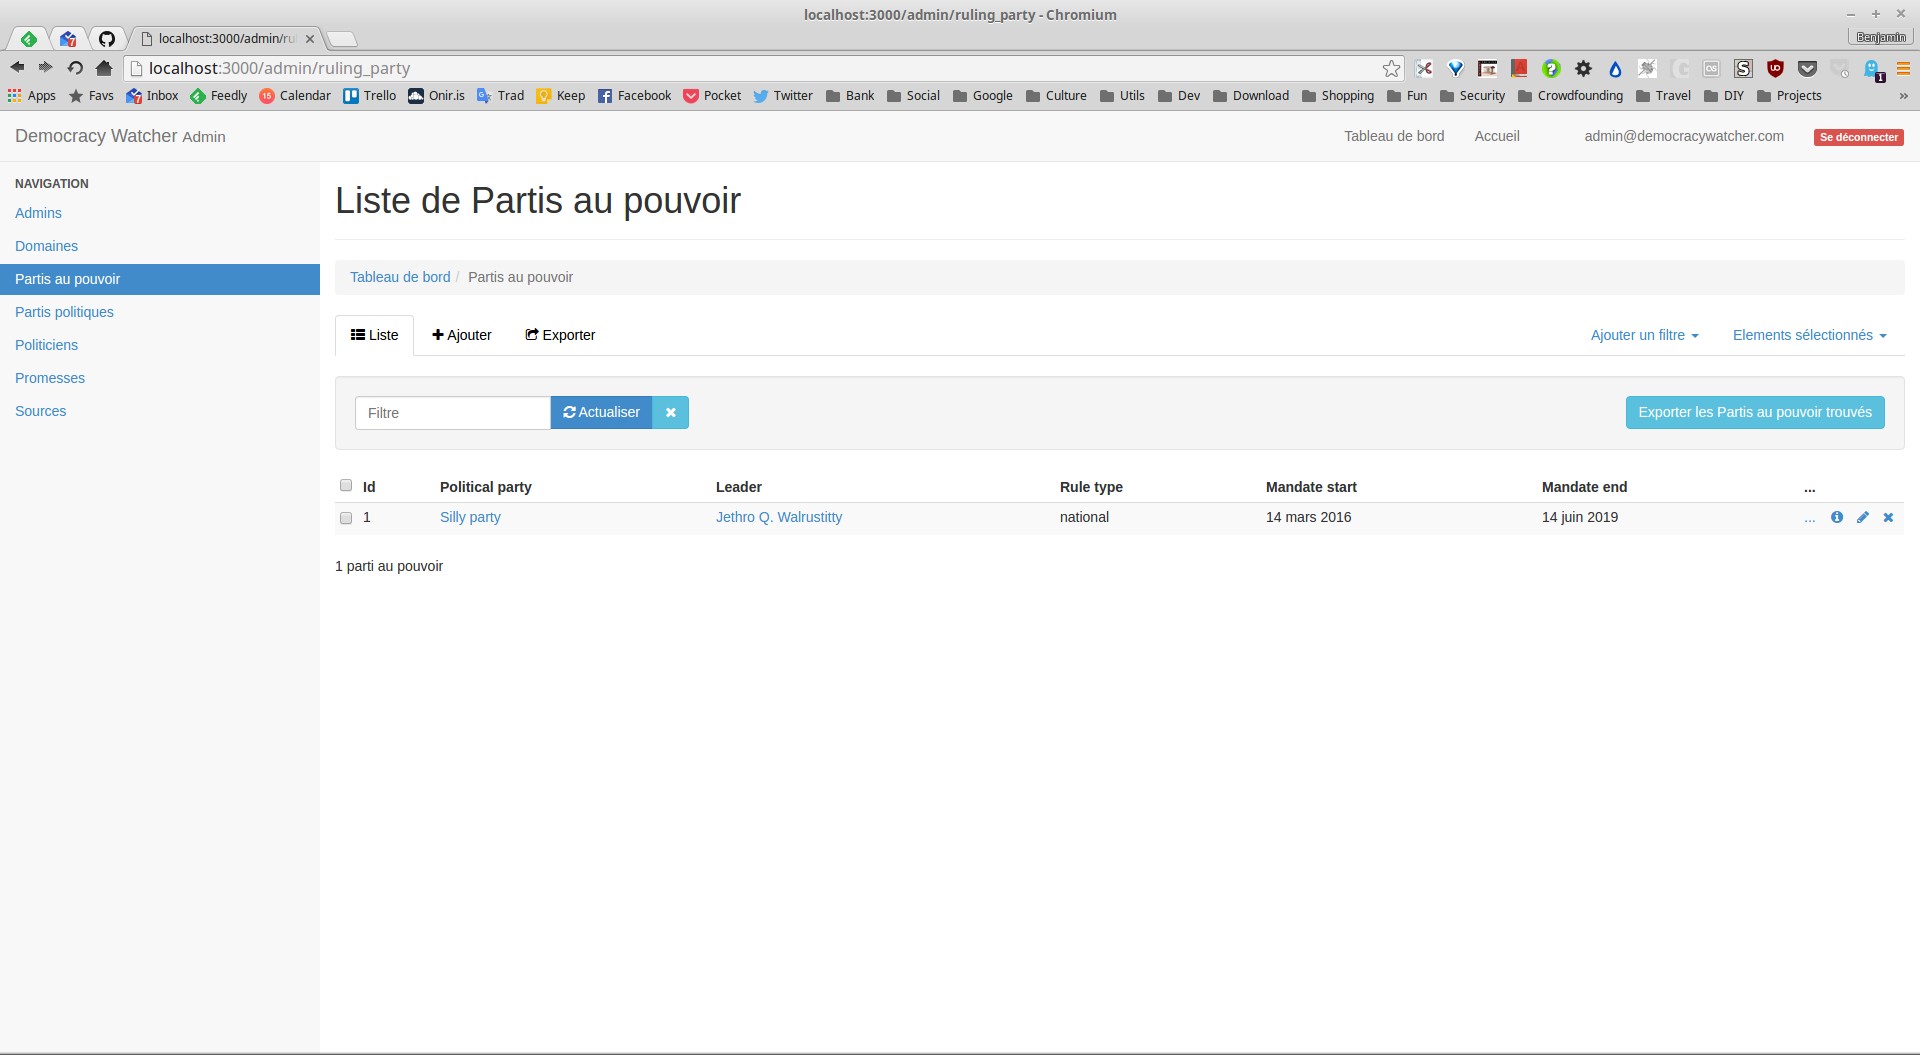 localhost:3000/admin/ruling_party - Chromium
localhost:3000/admin/ru
Benjamin
localhost:3000/admin/ruling_party
Apps Favs Inbox Feedly Calendar Trello Onir.is Trad Keep Facebook Pocket Twitter Bank Social Google Culture Utils Dev Download Shopping Fun Security Crowdfounding Travel DIY Projects »
Democracy Watcher Admin
Tableau de bord Accueil admin@democracywatcher.com Se déconnecter
NAVIGATION
Admins
Domaines
Partis au pouvoir
Partis politiques
Politiciens
Promesses
Sources
Liste de Partis au pouvoir
Tableau de bord / Partis au pouvoir
Liste Ajouter Exporter Ajouter un filtre Elements sélectionnés
Filtre Actualiser Exporter les Partis au pouvoir trouvés
Id Political party Leader Rule type Mandate start Mandate end ...
1 Silly party Jethro Q. Walrustitty national 14 mars 2016 14 juin 2019 ...
1 parti au pouvoir